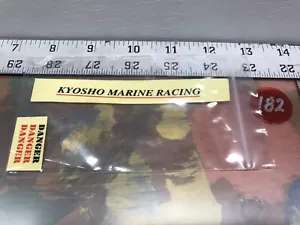 7 8 9 10 11 12 13 14
29 28 27 26 25 24 23 22
KYOSHO MARINE RACING
182
DANGER
DANGER
DANGER